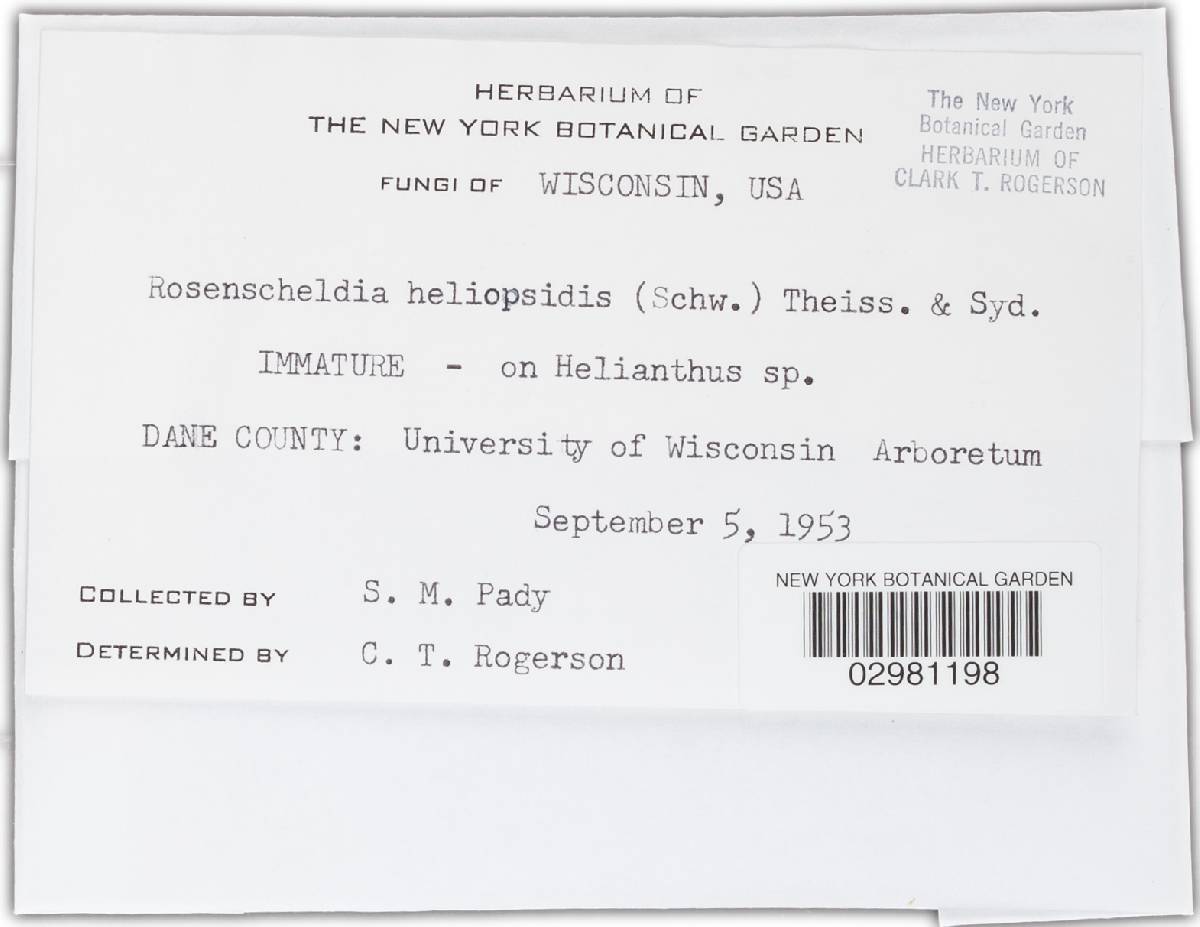 HERBARIUM OF
THE NEW YORK BOTANICAL GARDEN
FUNGI OF WISCONSIN, USA
The New York
Botanical Garden
HERBARIUM OF
CLARK T. ROGERSON
Rosenscheldia heliopsidis (Schw.) Theiss. & Syd.
IMMATURE - on Helianthus sp.
DANE COUNTY: University of Wisconsin Arboretum
September 5, 1953
COLLECTED BY S. M. Pady
DETERMINED BY C. T. Rogerson
NEW YORK BOTANICAL GARDEN
02981198